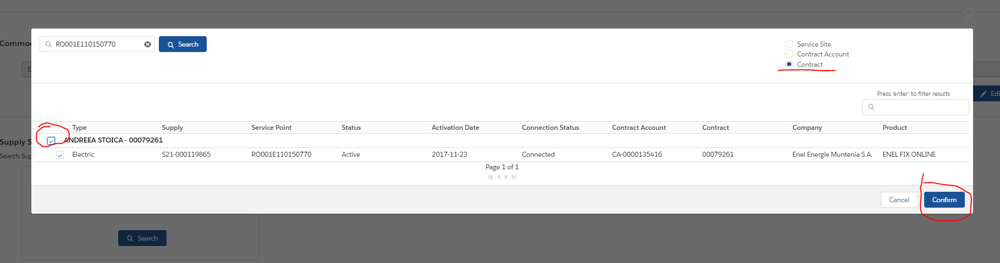 Commod
RO001E110150770
Search
Service Site
Contract Account
Contract
E
Press 'enter' to filter results
Edi
Type Supply Service Point Status Activation Date Connection Status Contract Account Contract Company Product
ANDREEA STOICA - 00079261
Supply S
Electric S21-000119865 RO001E110150770 Active 2017-11-23 Connected CA-0000135416 00079261 Enel Energie Muntenia S.A. ENEL FIX ONLINE
Search Sup
Page 1 of 1
Cancel
Confirm
Search